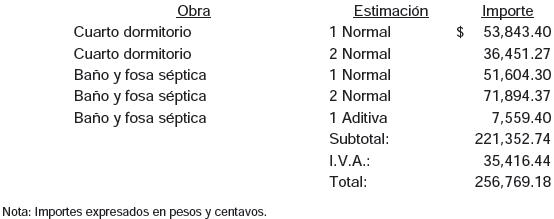 Obra Estimación Importe
Cuarto dormitorio 1 Normal $ 53,843.40
Cuarto dormitorio 2 Normal 36,451.27
Baño y fosa séptica 1 Normal 51,604.30
Baño y fosa séptica 2 Normal 71,894.37
Baño y fosa séptica 1 Aditiva 7,559.40
Subtotal: 221,352.74
I.V.A.: 35,416.44
Total: 256,769.18
Nota: Importes expresados en pesos y centavos.